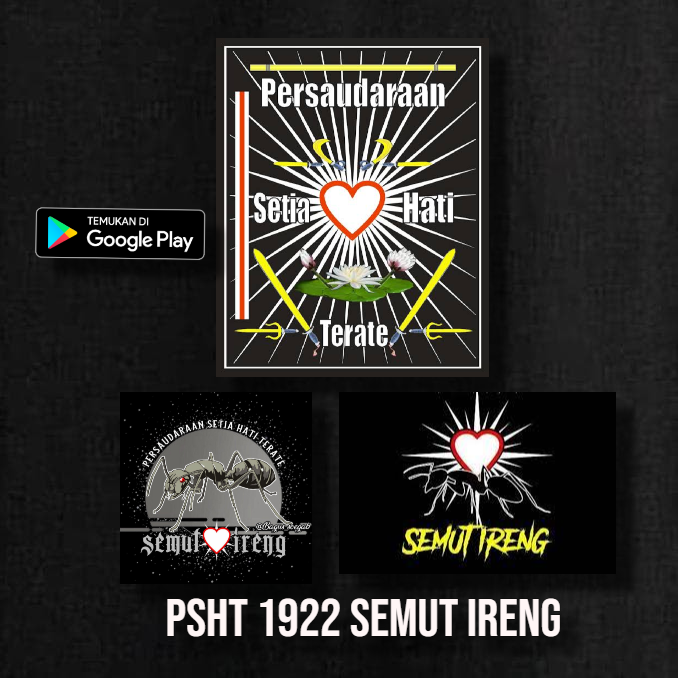 Persaudaraan
Setia Hati
TEMUKAN DI
Google Play
Terate
PERSAUDARAAN SETIA HATI TERATE
semut ireng
SEMUT IRENG
PSHT 1922 SEMUT IRENG